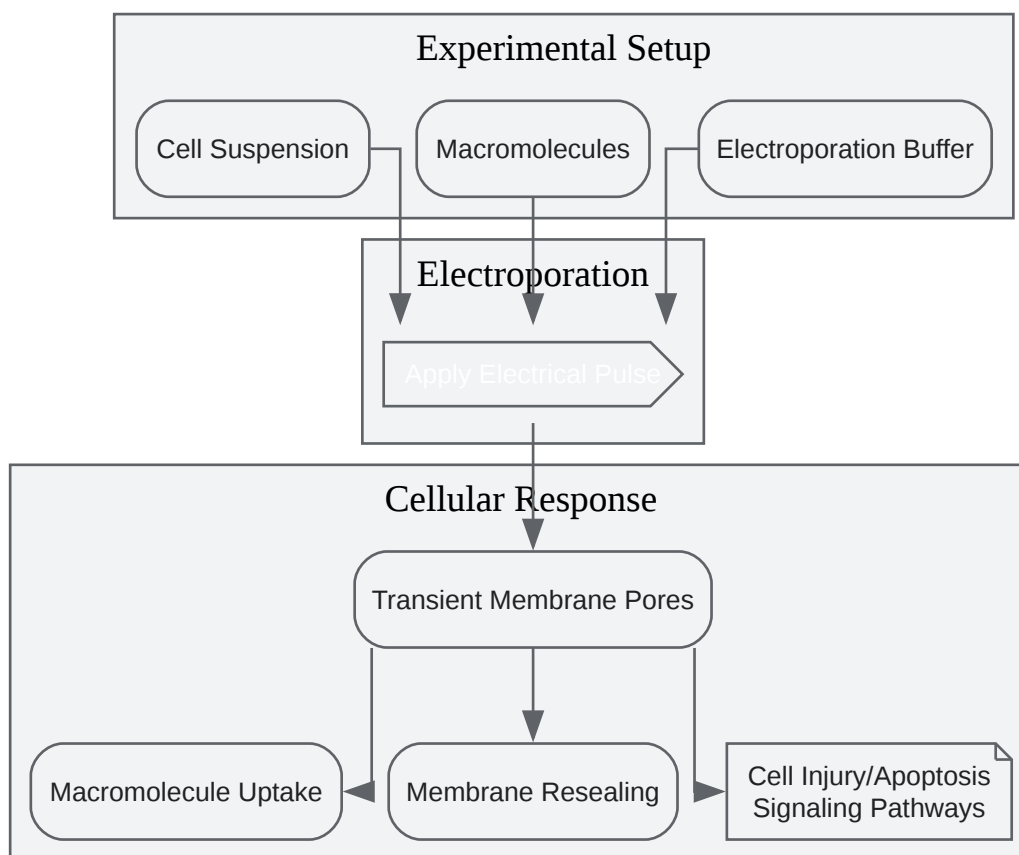 Experimental Setup
Cell Suspension
Macromolecules
Electroporation Buffer
Electroporation
Apply Electrical Pulse
Cellular Response
Transient Membrane Pores
Macromolecule Uptake
Membrane Resealing
Cell Injury/Apoptosis
Signaling Pathways